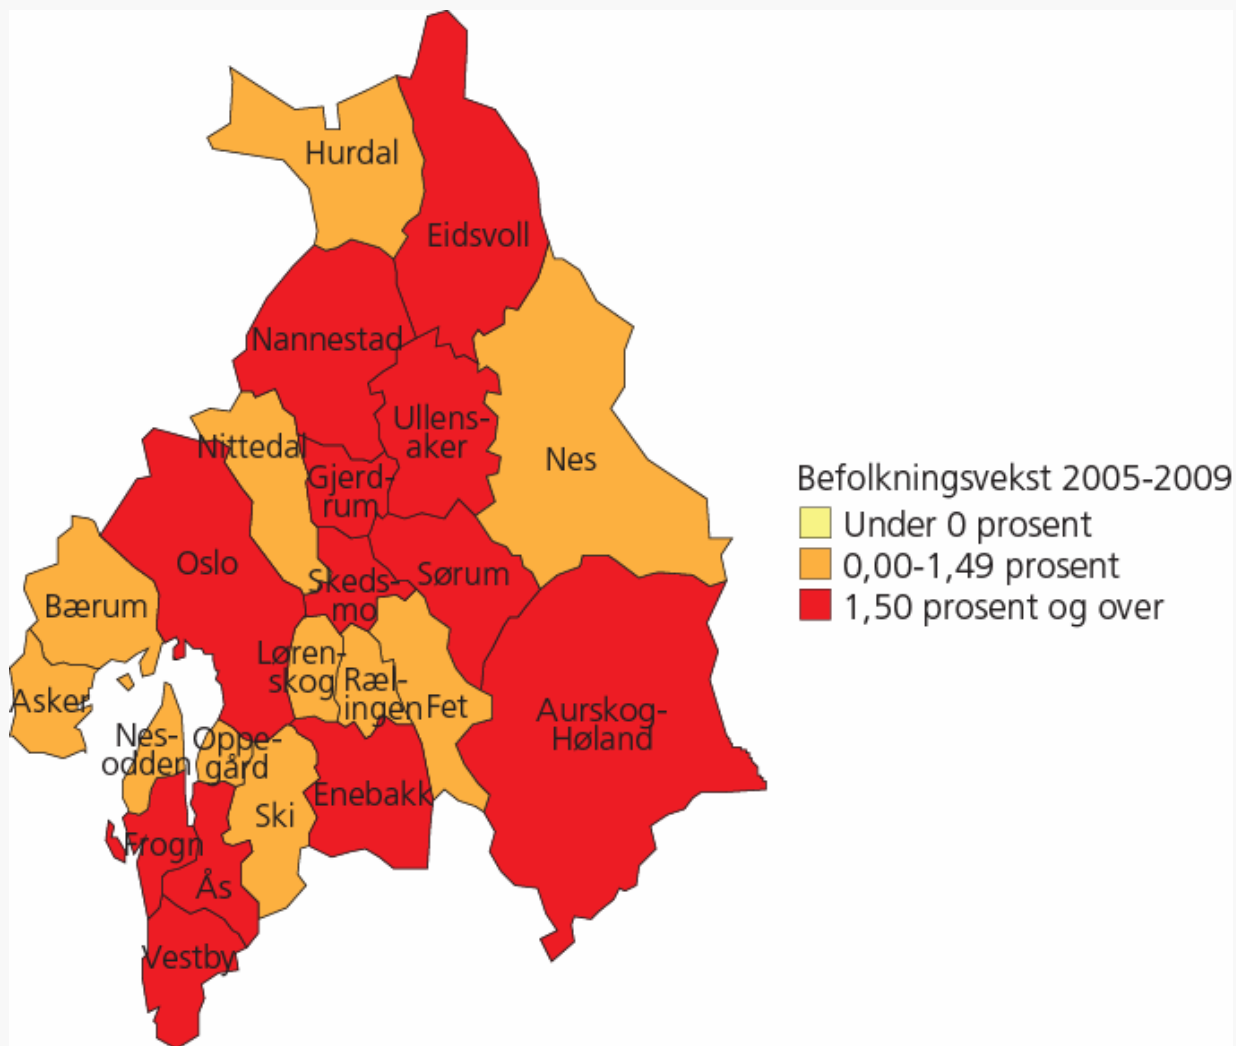 Hurdal
Eidsvoll
Nannestad
Ullens-
aker
Nittedal
Nes
Gjerd-
rum
Befolkningsvekst 2005-2009
Under 0 prosent
0,00-1,49 prosent
1,50 prosent og over
Oslo
Skeds-
mo
Sørum
Bærum
Løren-
skog
Ræl-
ingen
Fet
Asker
Aurskog-
Høland
Nes-
odden
Oppe-
gård
Enebakk
Ski
Frogn
Ås
Vestby